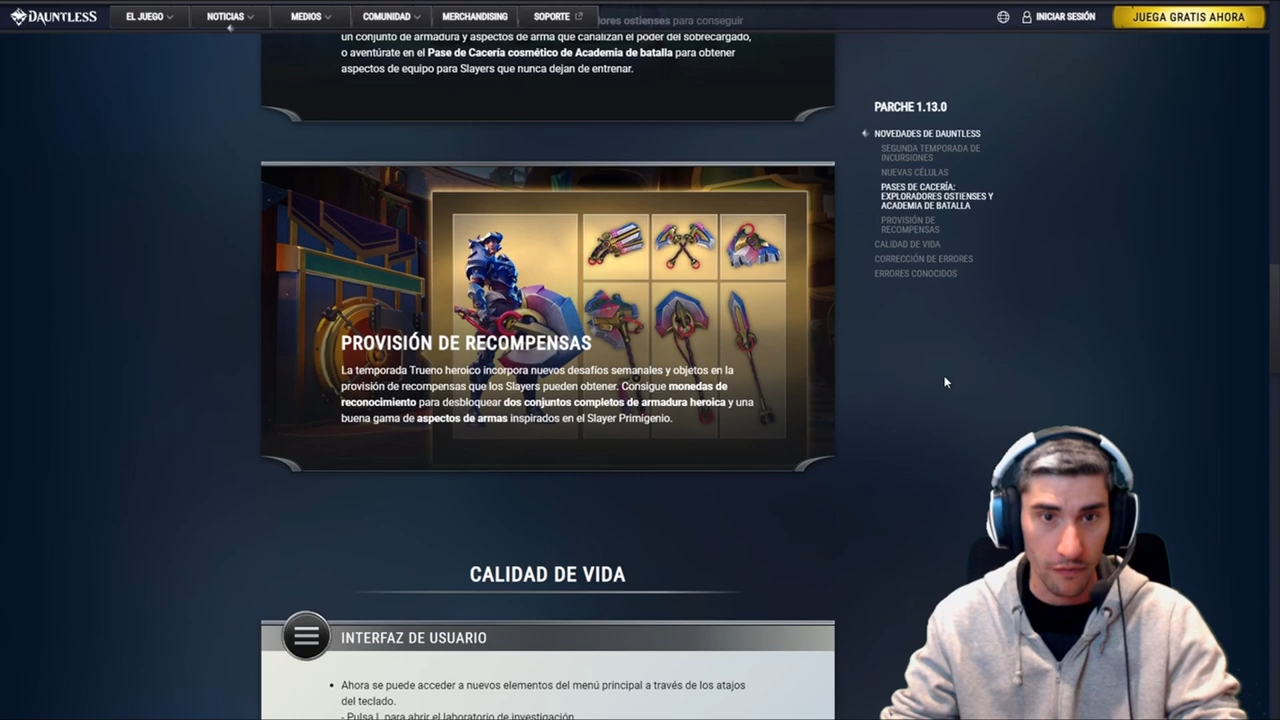 DAUNTLESS
EL JUEGO
NOTICIAS
MEDIOS
COMUNIDAD
MERCHANDISING
SOPORTE
INICIAR SESIÓN
JUEGA GRATIS AHORA
ores ostienses para conseguir
un conjunto de armadura y aspectos de arma que canalizan el poder del sobrecargado,
o aventúrate en el Pase de Cacería cosmético de Academia de batalla para obtener
aspectos de equipo para Slayers que nunca dejan de entrenar.
PROVISIÓN DE RECOMPENSAS
La temporada Trueno heroico incorpora nuevos desafíos semanales y objetos en la
provisión de recompensas que los Slayers pueden obtener. Consigue monedas de
reconocimiento para desbloquear dos conjuntos completos de armadura heroica y una
buena gama de aspectos de armas inspirados en el Slayer Primigenio.
CALIDAD DE VIDA
INTERFAZ DE USUARIO
• Ahora se puede acceder a nuevos elementos del menú principal a través de los atajos
del teclado.
- Pulsa L para abrir el laboratorio de investigación
PARCHE 1.13.0
NOVEDADES DE DAUNTLESS
SEGUNDA TEMPORADA DE
INCURSIONES
NUEVAS CÉLULAS
PASES DE CACERÍA:
EXPLORADORES OSTIENSES Y
ACADEMIA DE BATALLA
PROVISIÓN DE
RECOMPENSAS
CALIDAD DE VIDA
CORRECCIÓN DE ERRORES
ERRORES CONOCIDOS